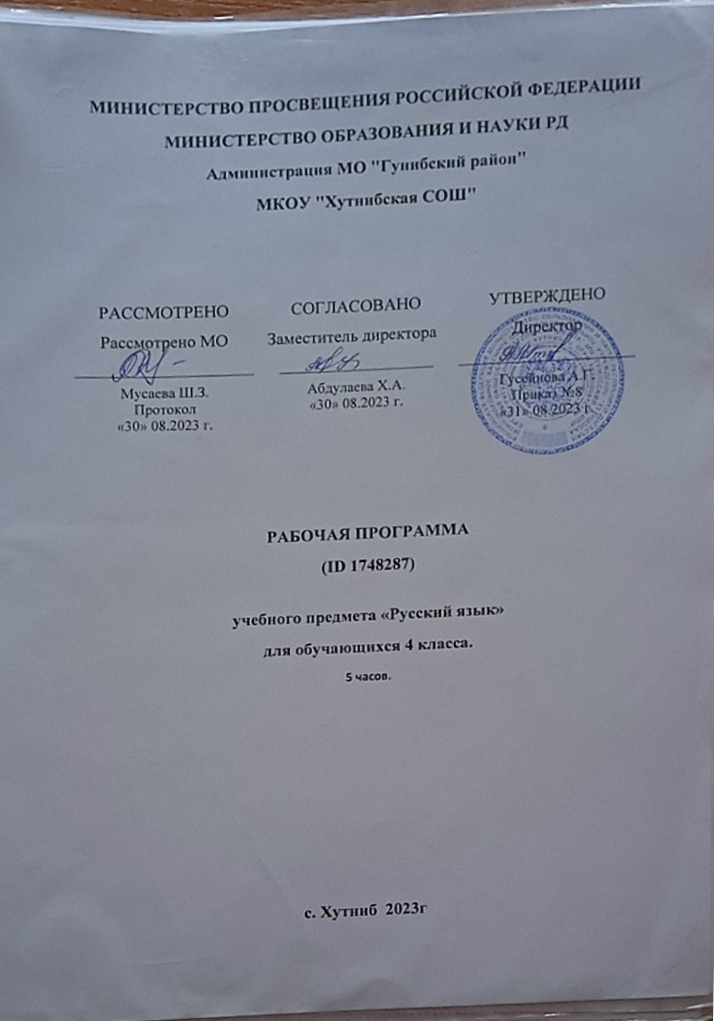 МИНИСТЕРСТВО ПРОСВЕЩЕНИЯ РОССИЙСКОЙ ФЕДЕРАЦИИ
МИНИСТЕРСТВО ОБРАЗОВАНИЯ И НАУКИ РД
Администрация МО "Гунибский район"
МКОУ "Хутнибская СОШ"
РАССМОТРЕНО
Рассмотрено МО
Мусаева Ш.З.
Протокол
«30» 08.2023 г.
СОГЛАСОВАНО
Заместитель директора
Абдулаева Х.А.
«30» 08.2023 г.
УТВЕРЖДЕНО
Директор
Гусейнова А.Г.
Приказ №8
«31» 08.2023 г.
РАБОЧАЯ ПРОГРАММА
(ID 1748287)
учебного предмета «Русский язык»
для обучающихся 4 класса.
5 часов.
с. Хутниб 2023г